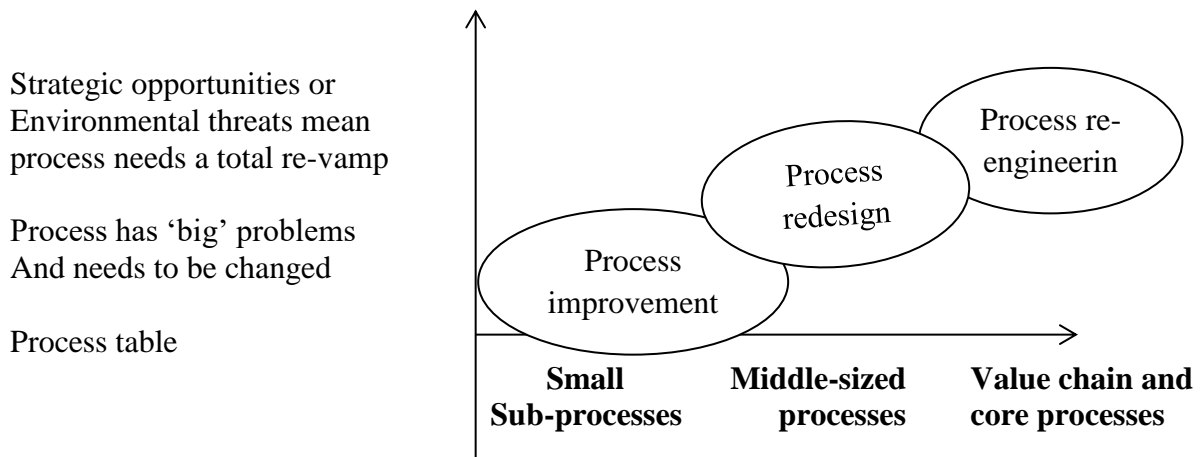 Strategic opportunities or
Environmental threats mean
process needs a total re-vamp
Process has ‘big’ problems
And needs to be changed
Process table
Process re-
engineerin
Process
redesign
Process
improvement
Small
Sub-processes
Middle-sized
processes
Value chain and
core processes